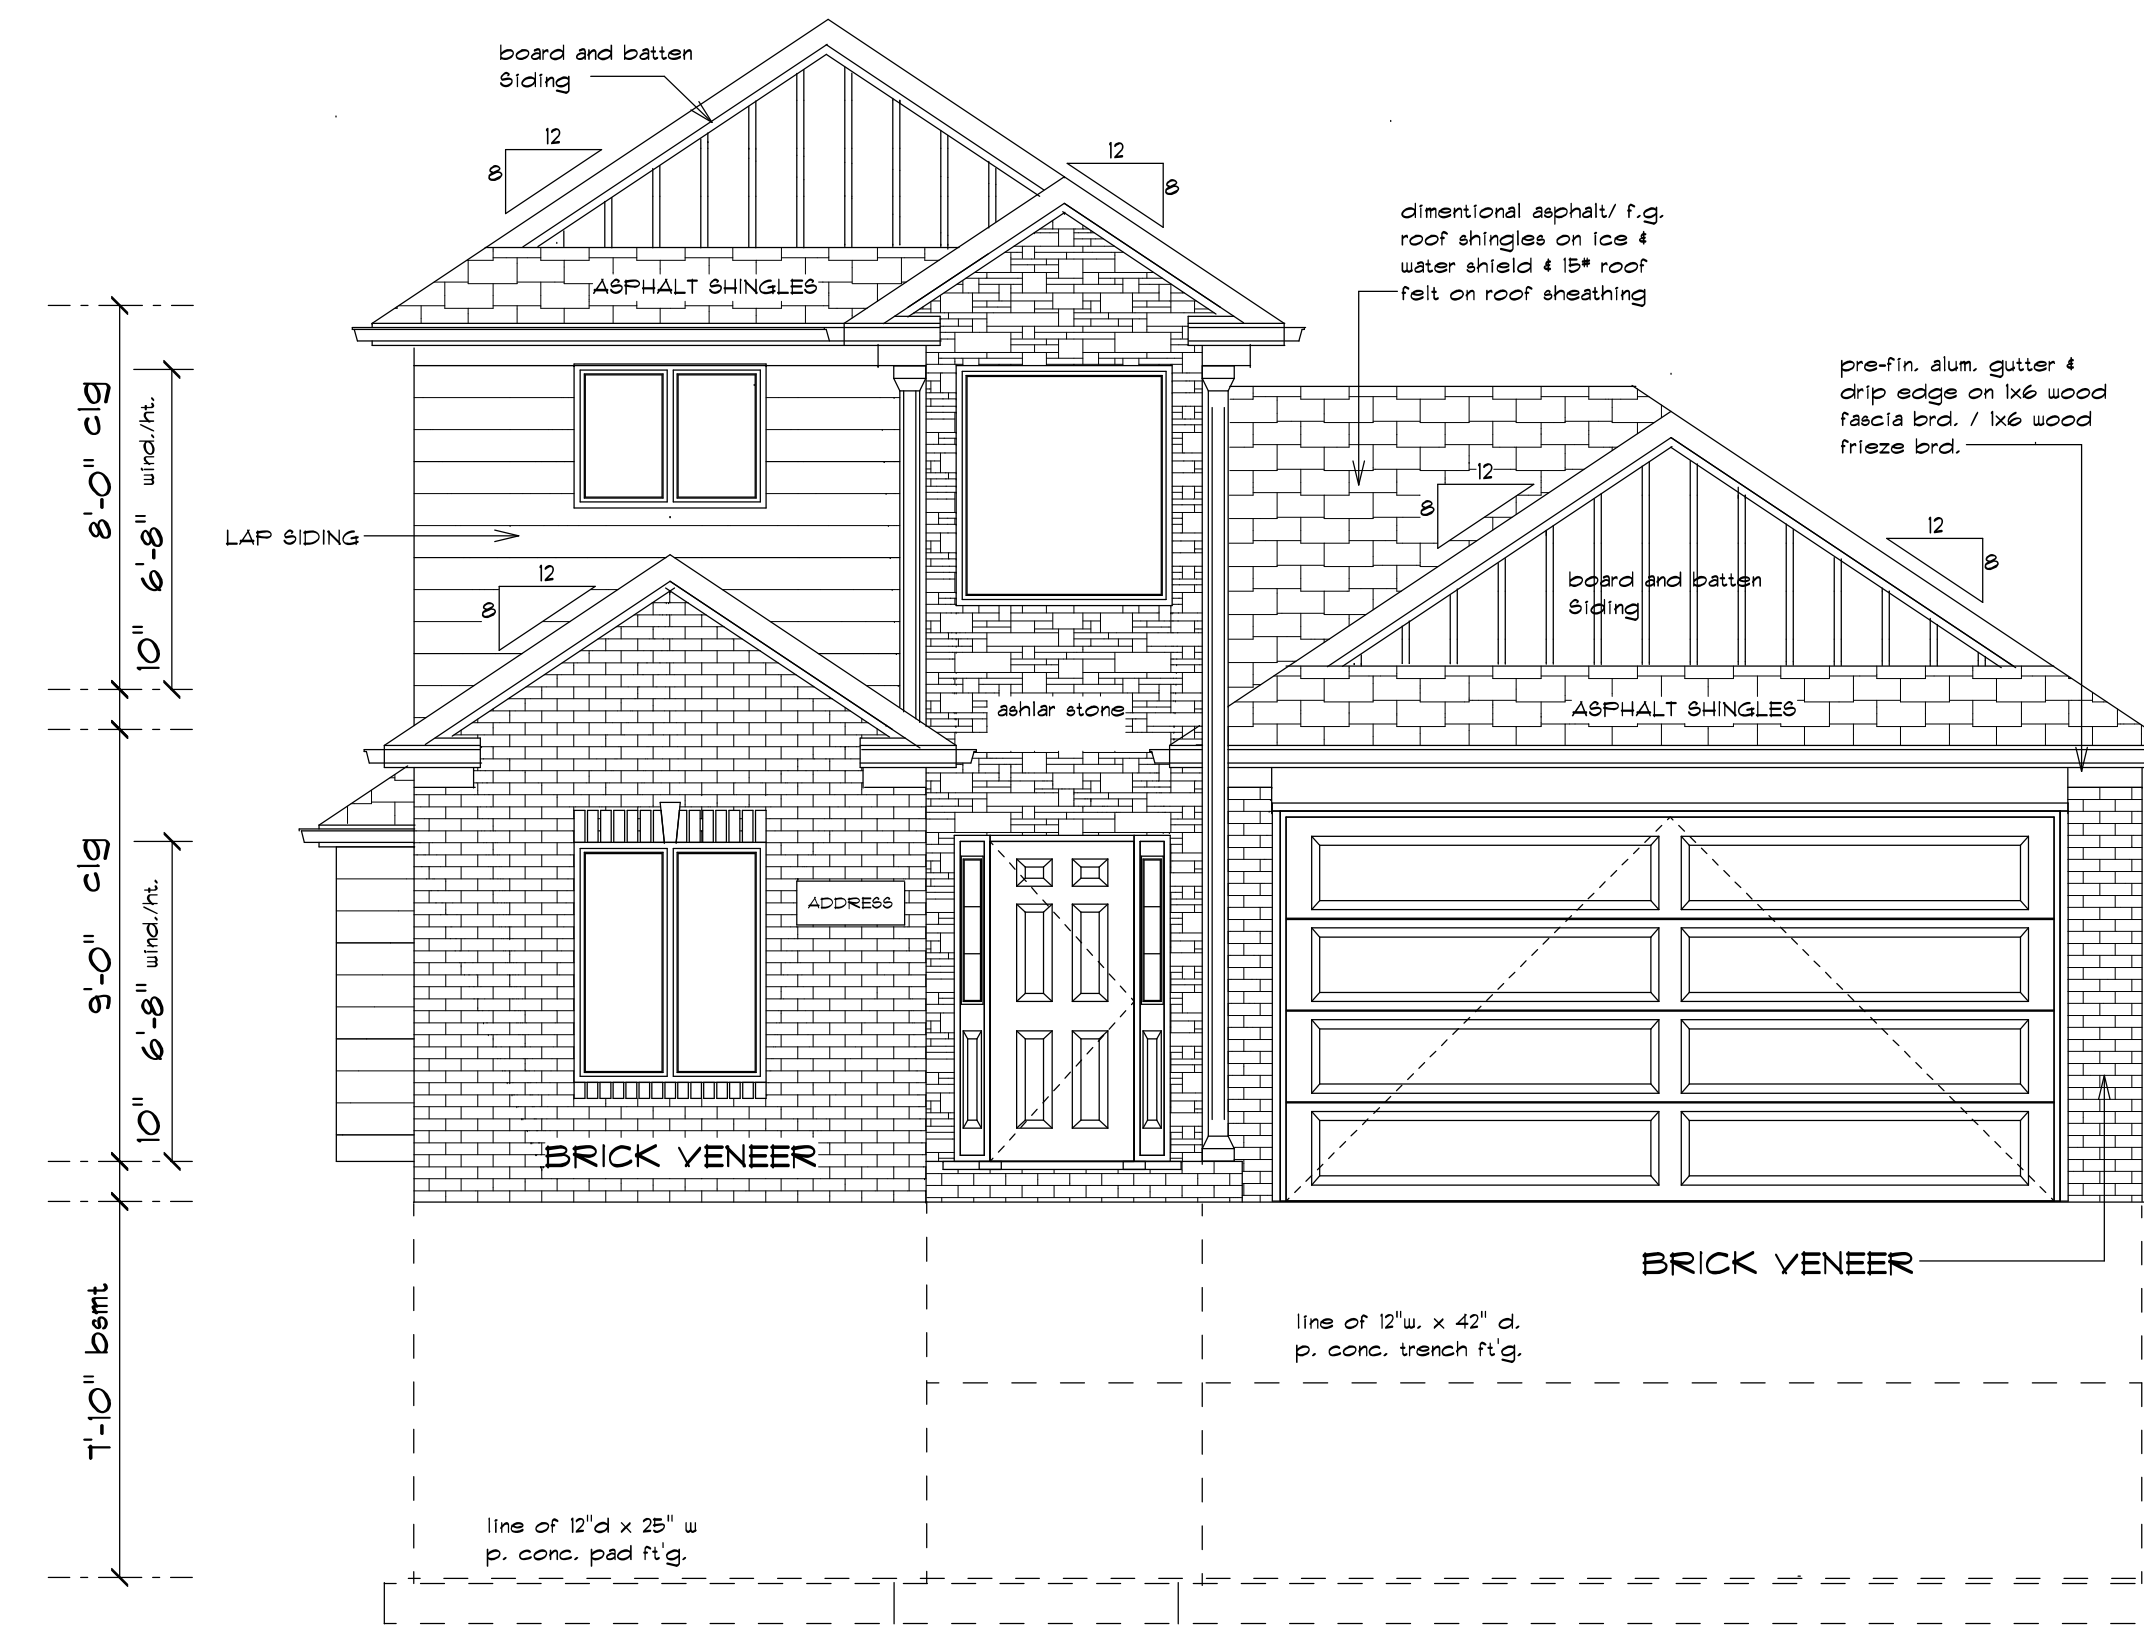 board and batten
Siding
12
8
12
8
dimentional asphalt/ f.g.
roof shingles on ice &
water shield & 15# roof
felt on roof sheathing
ASPHALT SHINGLES
pre-fin. alum. gutter &
drip edge on 1x6 wood
fascia brd. / 1x6 wood
frieze brd.
8'-0" clg
10" 6'-8" wind./ht.
LAP SIDING
12
8
12
8
12
8
board and batten
Siding
ashlar stone
ASPHALT SHINGLES
9'-0" clg
10" 6'-8" wind./ht.
ADDRESS
BRICK VENEER
BRICK VENEER
7'-10" bsmt
line of 12"w. x 42" d.
p. conc. trench ft'g.
line of 12"d x 25" w
p. conc. pad ft'g.